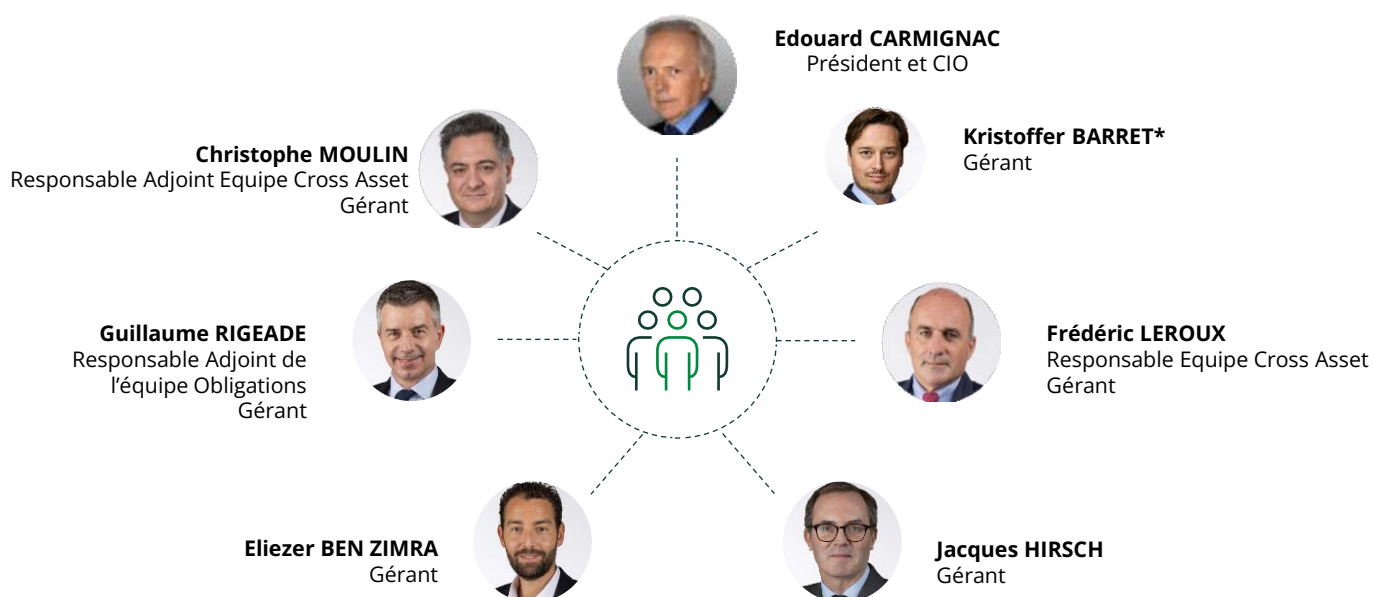 Edouard CARMIGNAC
Président et CIO
Kristoffer BARRET*
Gérant
Christophe MOULIN
Responsable Adjoint Equipe Cross Asset
Gérant
Guillaume RIGEADE
Responsable Adjoint de
l’équipe Obligations
Gérant
Frédéric LEROUX
Responsable Equipe Cross Asset
Gérant
Eliezer BEN ZIMRA
Gérant
Jacques HIRSCH
Gérant